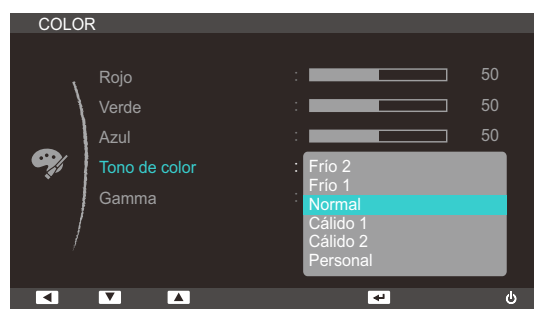 COLOR
Rojo : 50
Verde : 50
Azul : 50
Tono de color : Frío 2
Frío 1
Gamma :
Normal
Cálido 1
Cálido 2
Personal